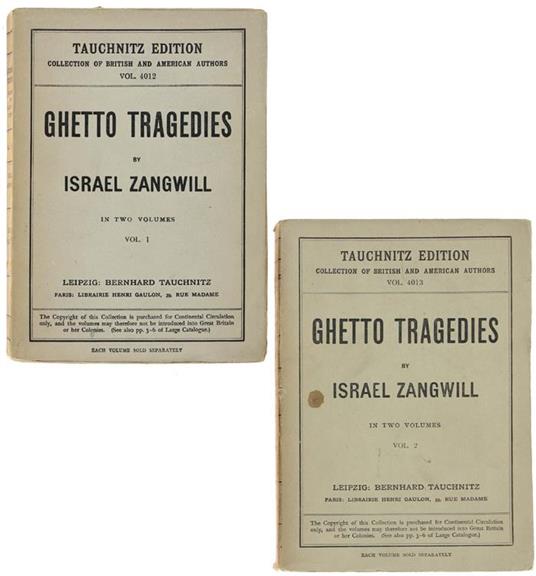 TAUCHNITZ EDITION
COLLECTION OF BRITISH AND AMERICAN AUTHORS
VOL. 4012
GHETTO TRAGEDIES
BY
ISRAEL ZANGWILL
IN TWO VOLUMES
VOL. 1
LEIPZIG: BERNHARD TAUCHNITZ
PARIS: LIBRAIRIE HENRI GAULON, 39, RUE MADAME
The Copyright of this Collection is purchased for Continental Circulation
only, and the volumes may therefore not be introduced into Great Britain
or her Colonies. (See also pp. 3-6 of Large Catalogue.)
EACH VOLUME SOLD SEPARATELY
TAUCHNITZ EDITION
COLLECTION OF BRITISH AND AMERICAN AUTHORS
VOL. 4013
GHETTO TRAGEDIES
BY
ISRAEL ZANGWILL
IN TWO VOLUMES
VOL. 2
LEIPZIG: BERNHARD TAUCHNITZ
PARIS: LIBRAIRIE HENRI GAULON, 39, RUE MADAME
The Copyright of this Collection is purchased for Continental Circulation
only, and the volumes may therefore not be introduced into Great Britain
or her Colonies. (See also pp. 3-6 of Large Catalogue.)
EACH VOLUME SOLD SEPARATELY